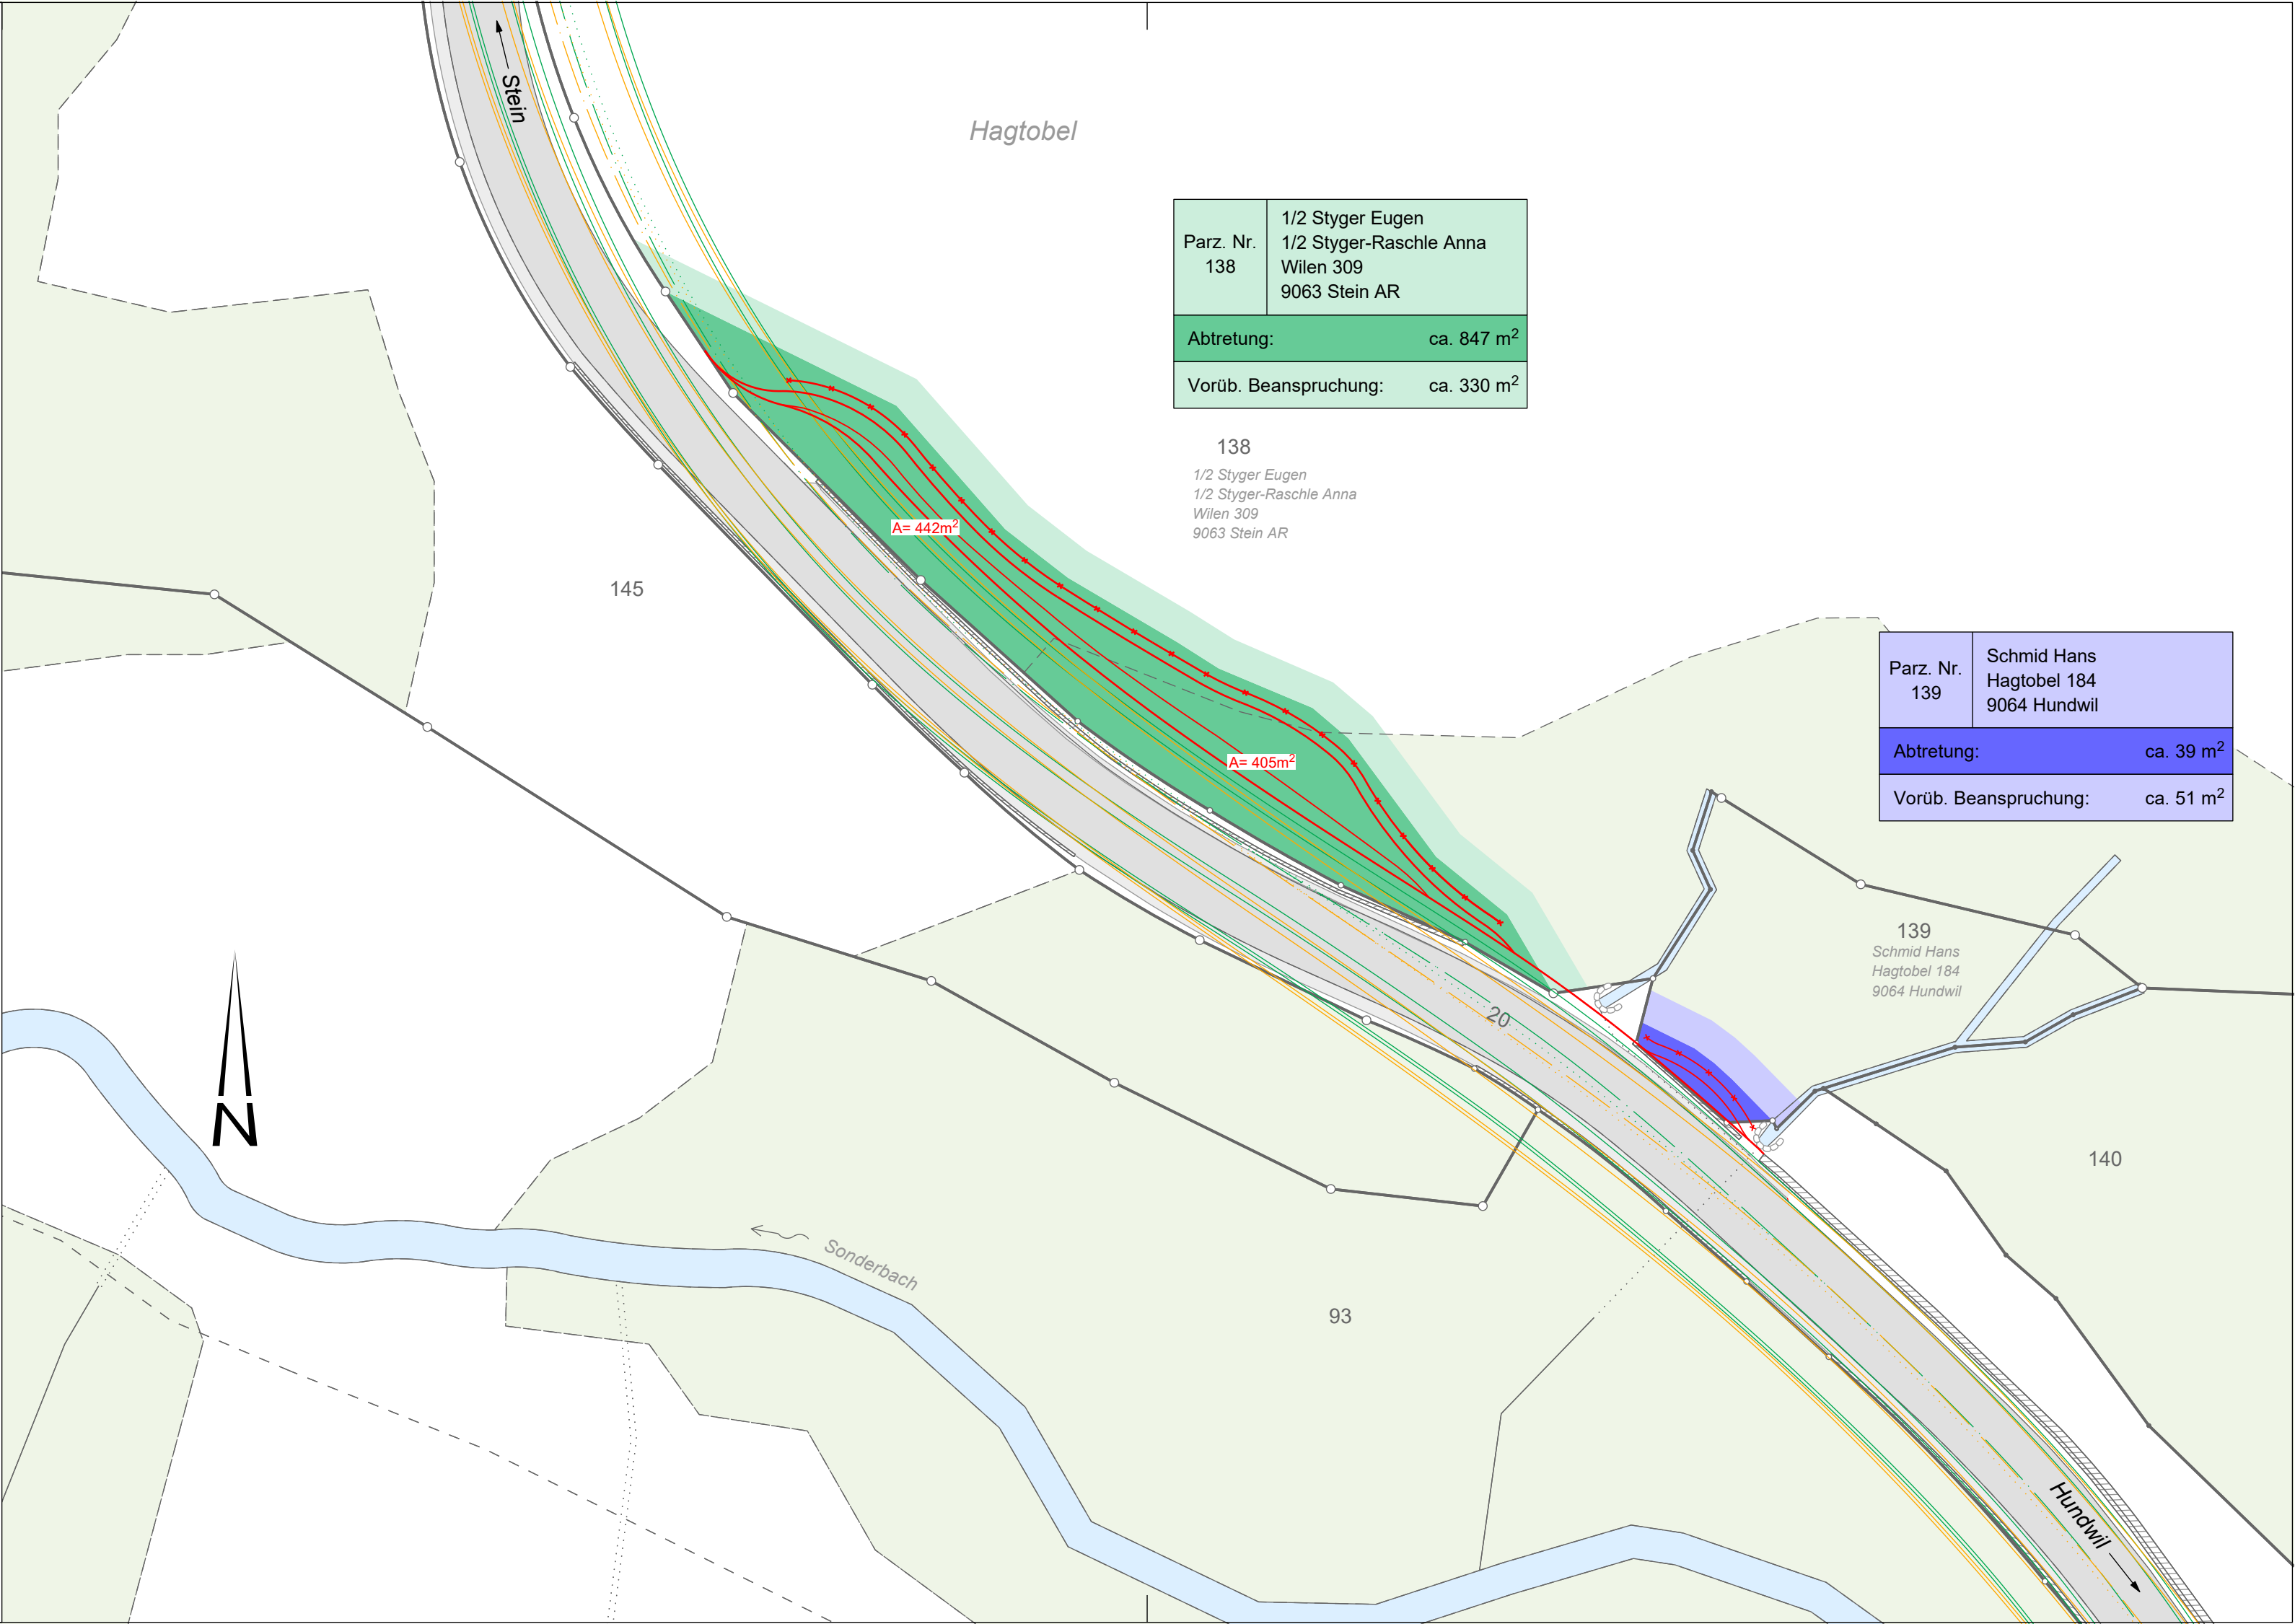 Stein
Hagtobel
Parz. Nr.
138
1/2 Styger Eugen
1/2 Styger-Raschle Anna
Wilen 309
9063 Stein AR
Abtretung: ca. 847 m²
Vorüb. Beanspruchung: ca. 330 m²
138
1/2 Styger Eugen
1/2 Styger-Raschle Anna
Wilen 309
9063 Stein AR
A= 442m²
145
Parz. Nr.
139
Schmid Hans
Hagtobel 184
9064 Hundwil
Abtretung: ca. 39 m²
Vorüb. Beanspruchung: ca. 51 m²
A= 405m²
139
Schmid Hans
Hagtobel 184
9064 Hundwil
20
N
140
Sonderbach
93
Hundwil